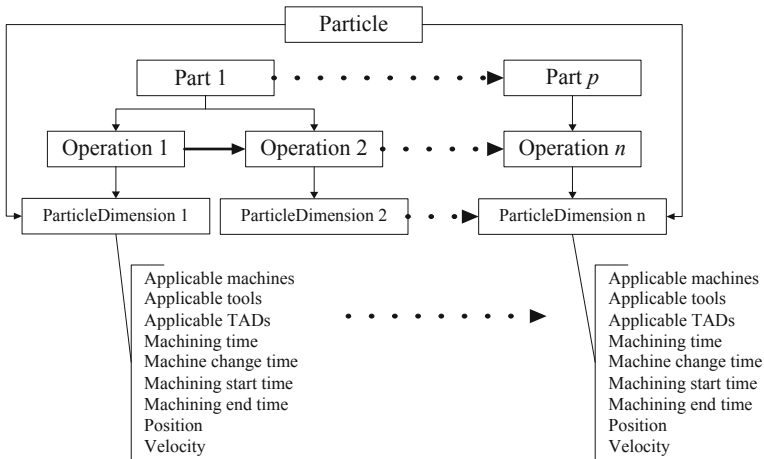 Particle
Part 1
Part p
Operation 1
Operation 2
Operation n
ParticleDimension 1
ParticleDimension 2
ParticleDimension n
Applicable machines
Applicable tools
Applicable TADs
Machining time
Machine change time
Machining start time
Machining end time
Position
Velocity
Applicable machines
Applicable tools
Applicable TADs
Machining time
Machine change time
Machining start time
Machining end time
Position
Velocity